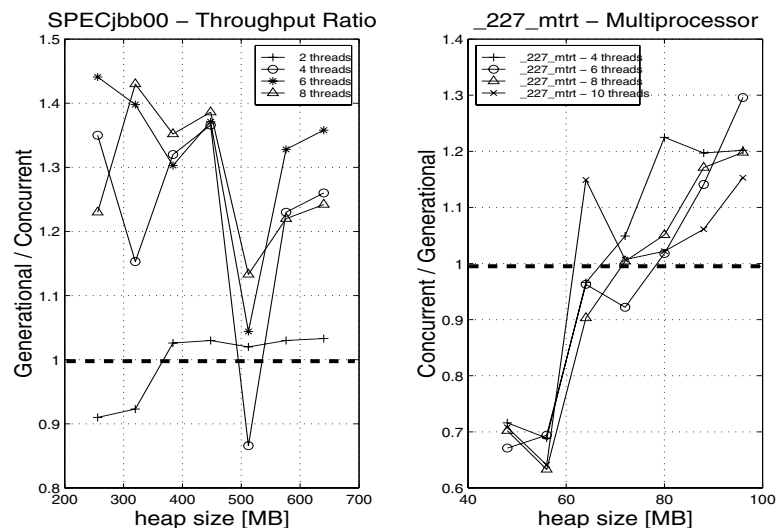 SPECjbb00 – Throughput Ratio
1.5
1.4
1.3
1.2
1.1
1
0.9
0.8
Generational / Concurrent
2 threads
4 threads
6 threads
8 threads
200 300 400 500 600 700
heap size [MB]
_227_mtrt – Multiprocessor
1.4
1.3
1.2
1.1
1
0.9
0.8
0.7
0.6
Concurrent / Generational
_227_mtrt – 4 threads
_227_mtrt – 6 threads
_227_mtrt – 8 threads
_227_mtrt – 10 threads
40 60 80 100
heap size [MB]